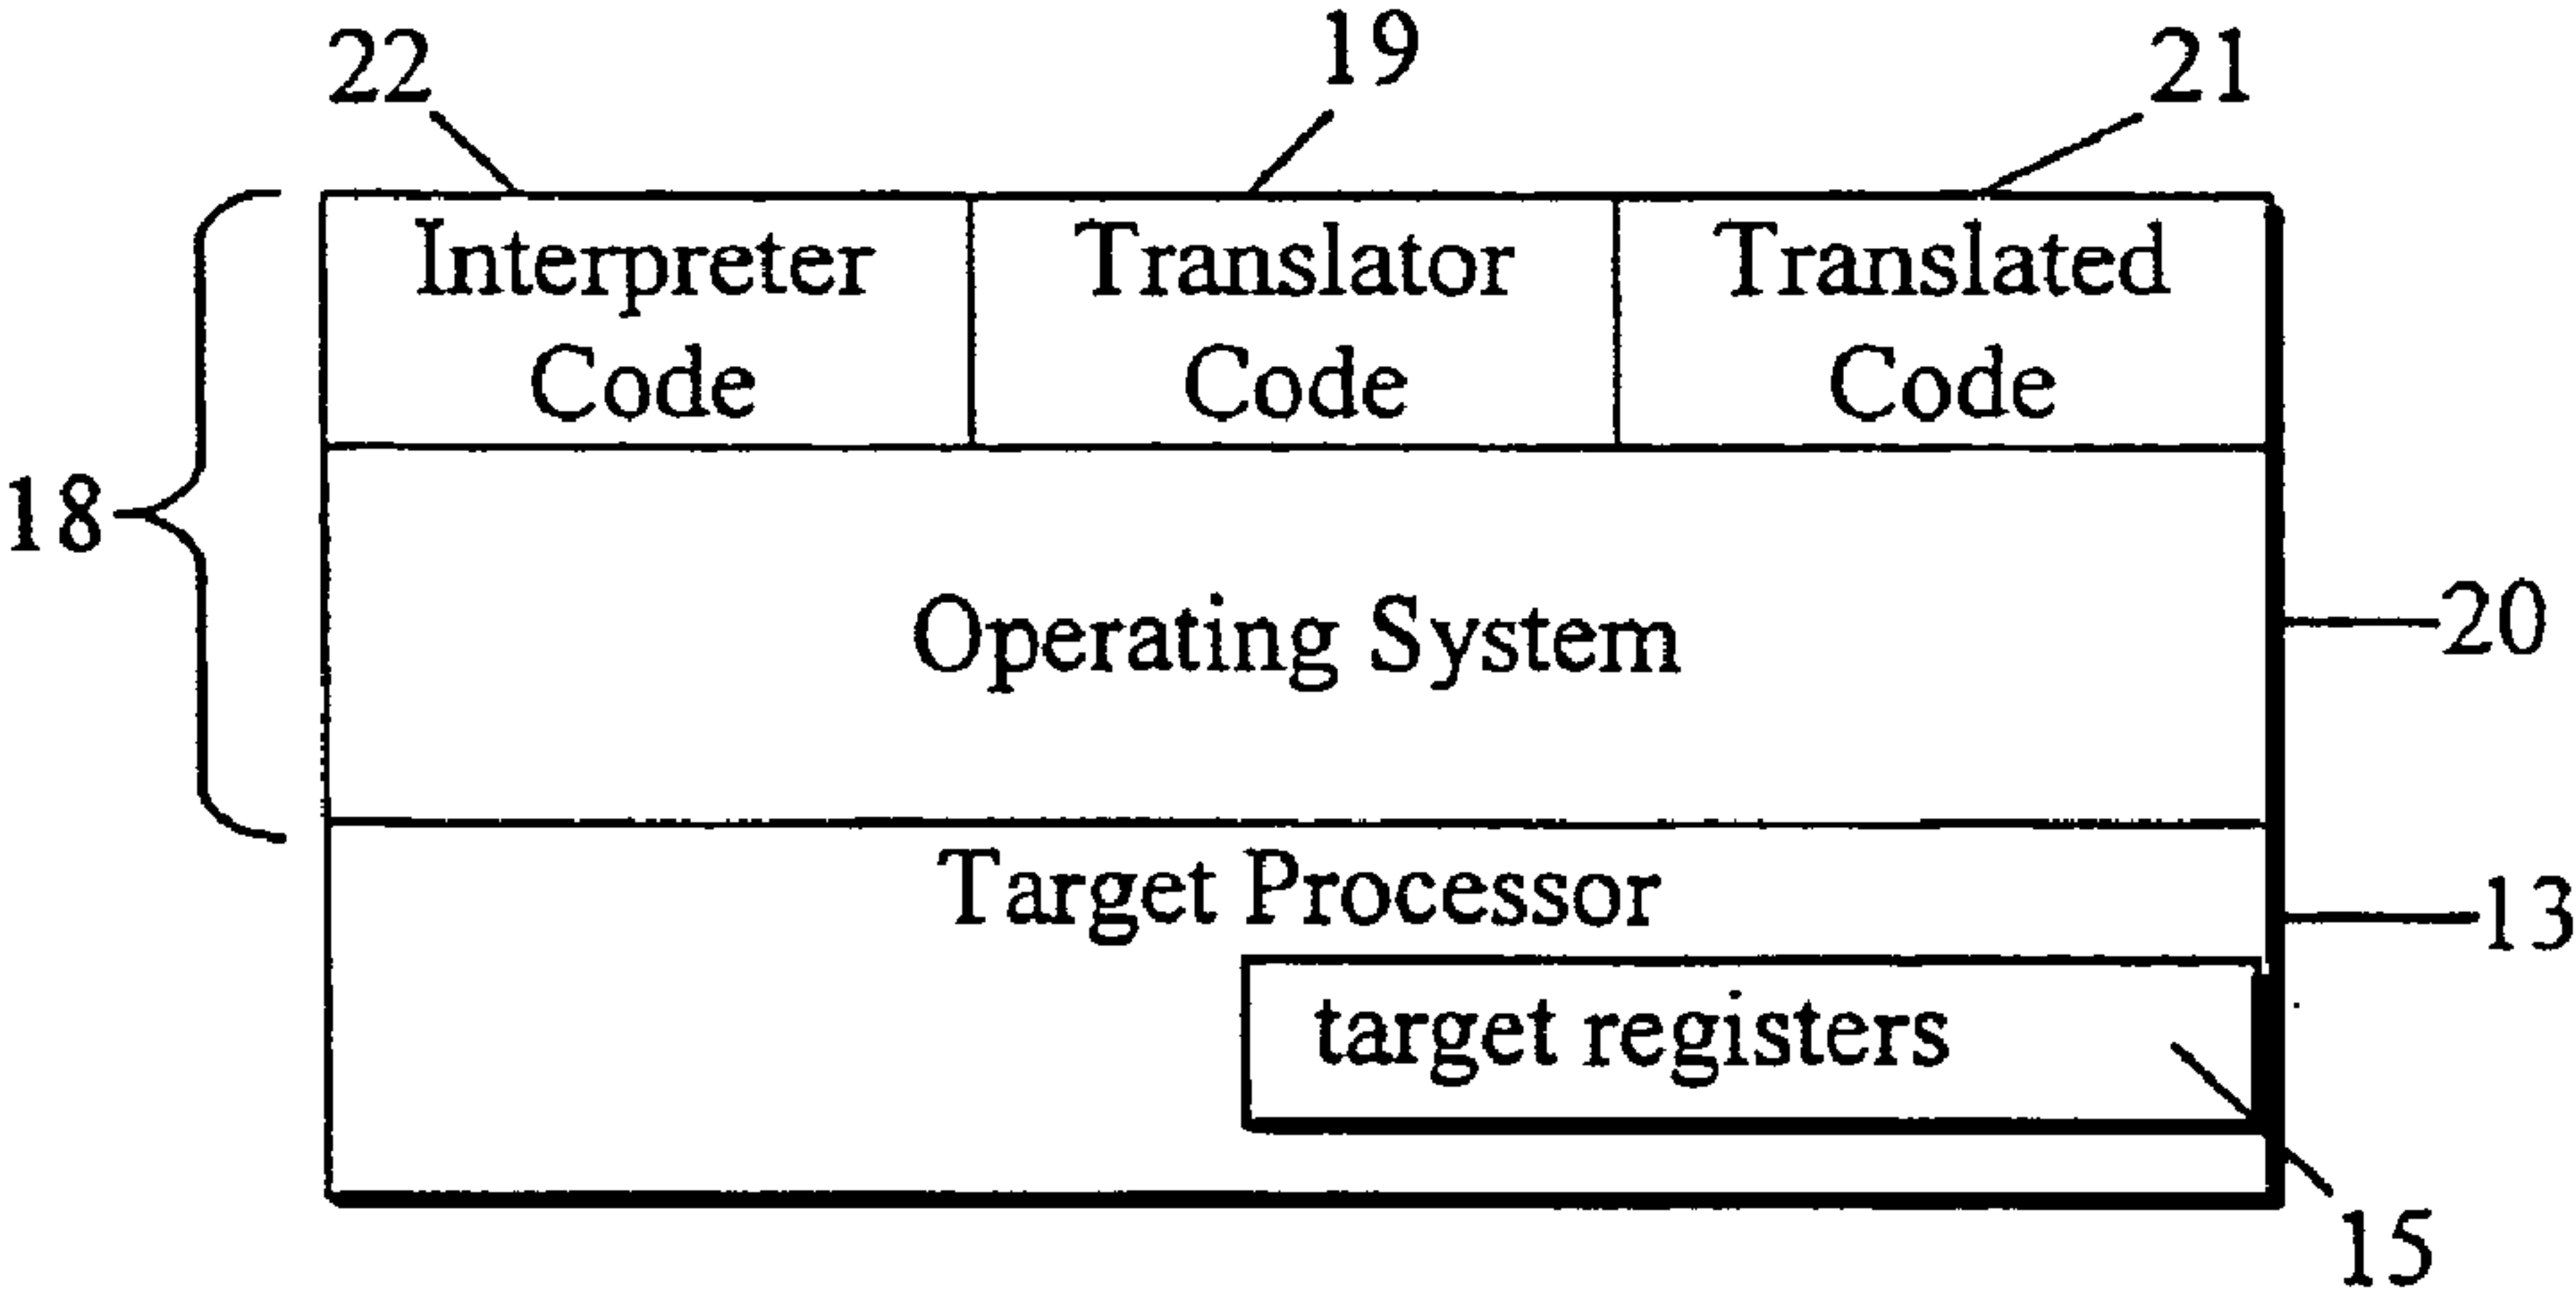 22
19
21
Interpreter
Code
Translator
Code
Translated
Code
18
Operating System
20
Target Processor
13
target registers
15